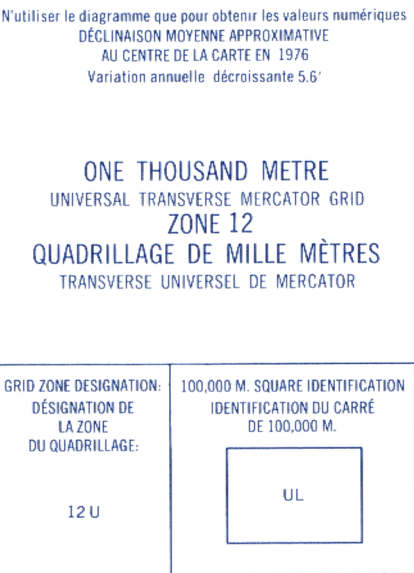 N'utiliser le diagramme que pour obtenir les valeurs numériques
DÉCLINAISON MOYENNE APPROXIMATIVE
AU CENTRE DE LA CARTE EN 1976
Variation annuelle décroissante 5.6′
ONE THOUSAND METRE
UNIVERSAL TRANSVERSE MERCATOR GRID
ZONE 12
QUADRILLAGE DE MILLE MÈTRES
TRANSVERSE UNIVERSEL DE MERCATOR
GRID ZONE DESIGNATION:
DÉSIGNATION DE
LA ZONE
DU QUADRILLAGE:
12 U
100,000 M. SQUARE IDENTIFICATION
IDENTIFICATION DU CARRÉ
DE 100,000 M.
UL